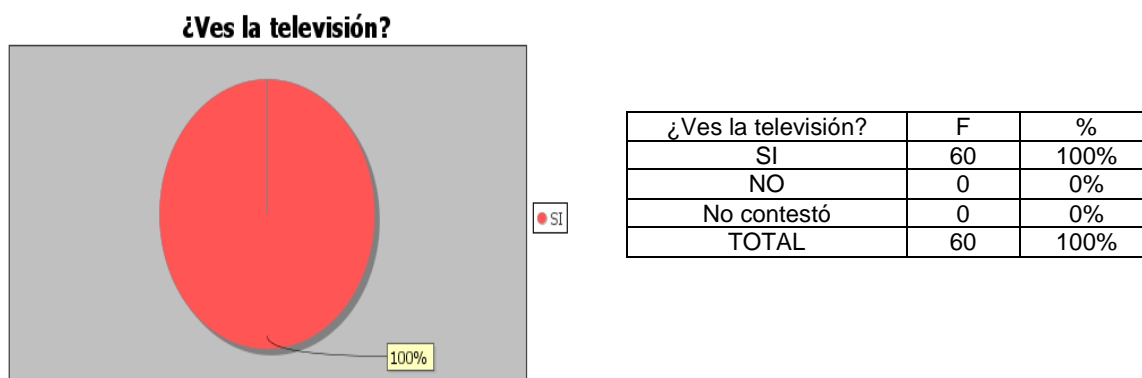 ¿Ves la televisión?
SI
100%
¿Ves la televisión? F %
SI 60 100%
NO 0 0%
No contestó 0 0%
TOTAL 60 100%